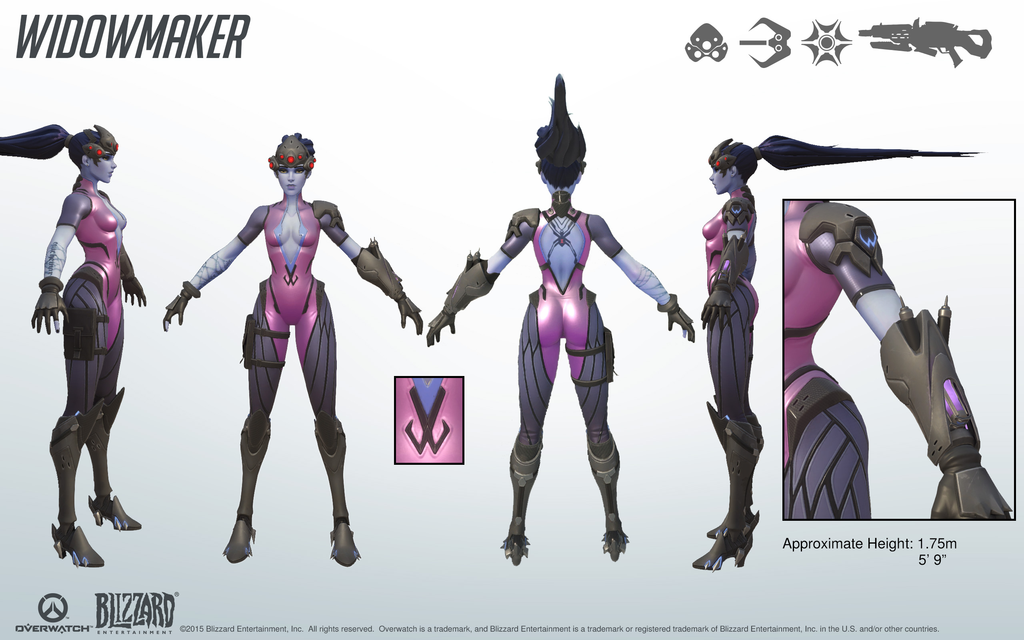 WIDOWMAKER
Approximate Height: 1.75m
5' 9"
OVERWATCH™
BLIZZARD®
ENTERTAINMENT
©2015 Blizzard Entertainment, Inc. All rights reserved. Overwatch is a trademark, and Blizzard Entertainment is a trademark or registered trademark of Blizzard Entertainment, Inc. in the U.S. and/or other countries.